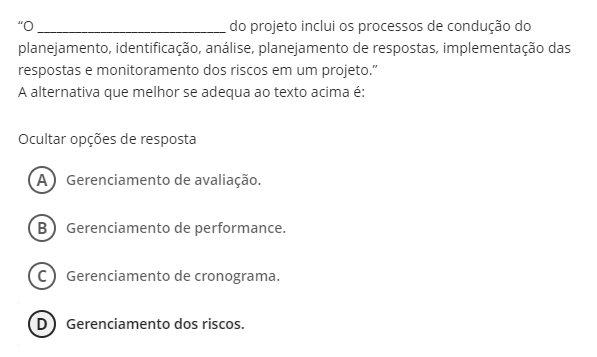 “O ______________________________ do projeto inclui os processos de condução do
planejamento, identificação, análise, planejamento de respostas, implementação das
respostas e monitoramento dos riscos em um projeto.”
A alternativa que melhor se adequa ao texto acima é:
Ocultar opções de resposta
A Gerenciamento de avaliação.
B Gerenciamento de performance.
C Gerenciamento de cronograma.
D Gerenciamento dos riscos.